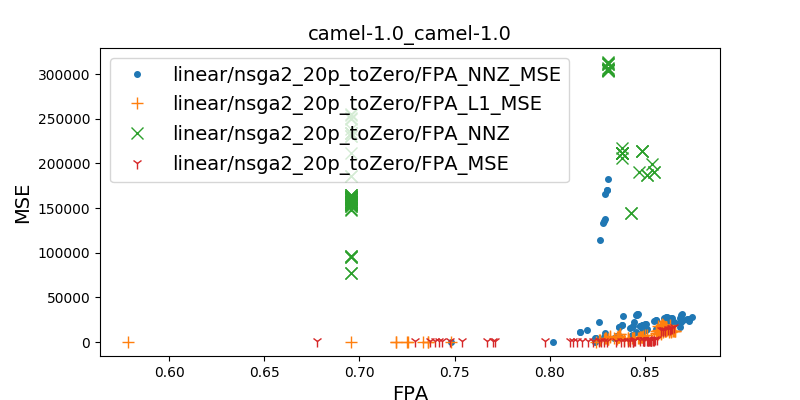 camel-1.0_camel-1.0
linear/nsga2_20p_toZero/FPA_NNZ_MSE
linear/nsga2_20p_toZero/FPA_L1_MSE
linear/nsga2_20p_toZero/FPA_NNZ
linear/nsga2_20p_toZero/FPA_MSE
MSE
300000
250000
200000
150000
100000
50000
0
0.60 0.65 0.70 0.75 0.80 0.85
FPA